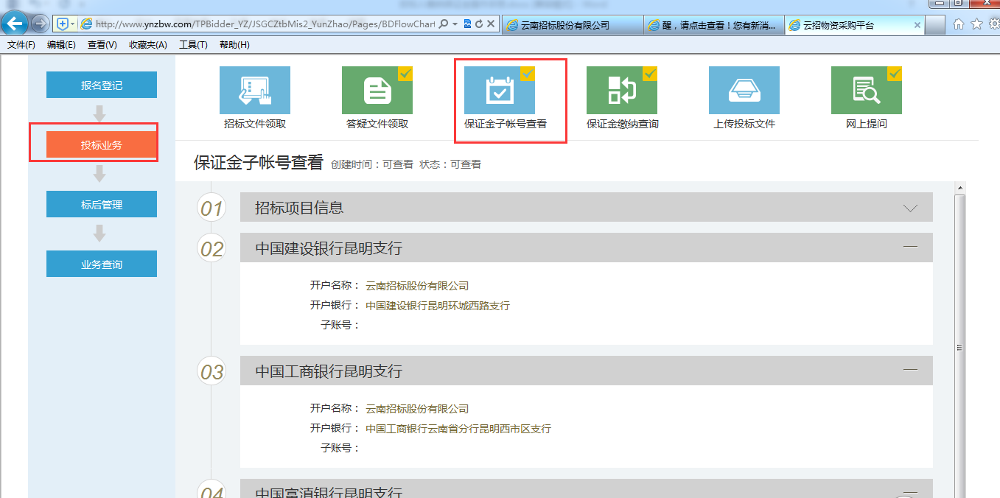 http://www.ynzbw.com/TPBidder_YZ/JSGCZtbMis2_YunZhao/Pages/BDFlowChart
云南招标股份有限公司
醒，请点击查看！您有新消...
云招物资采购平台
文件(F) 编辑(E) 查看(V) 收藏夹(A) 工具(T) 帮助(H)
报名登记
投标业务
标后管理
业务查询
招标文件领取 答疑文件领取 保证金子帐号查看 保证金缴纳查询 上传投标文件 网上提问
保证金子帐号查看 创建时间：可查看 状态：可查看
01 招标项目信息
02 中国建设银行昆明支行
开户名称： 云南招标股份有限公司
开户银行： 中国建设银行昆明环城西路支行
子账号：
03 中国工商银行昆明支行
开户名称： 云南招标股份有限公司
开户银行： 中国工商银行云南省分行昆明西市区支行
子账号：
04 中国富滇银行昆明支行